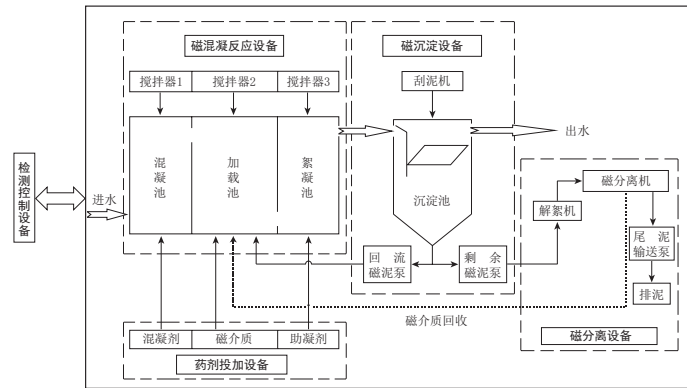 磁混凝反应设备
磁沉淀设备
搅拌器1
搅拌器2
搅拌器3
刮泥机
检测控制设备
进水
混凝池
加载池
絮凝池
沉淀池
出水
磁分离机
解絮机
尾泥
输送泵
排泥
回流
磁泥泵
剩余
磁泥泵
磁介质回收
磁分离设备
混凝剂
磁介质
助凝剂
药剂投加设备